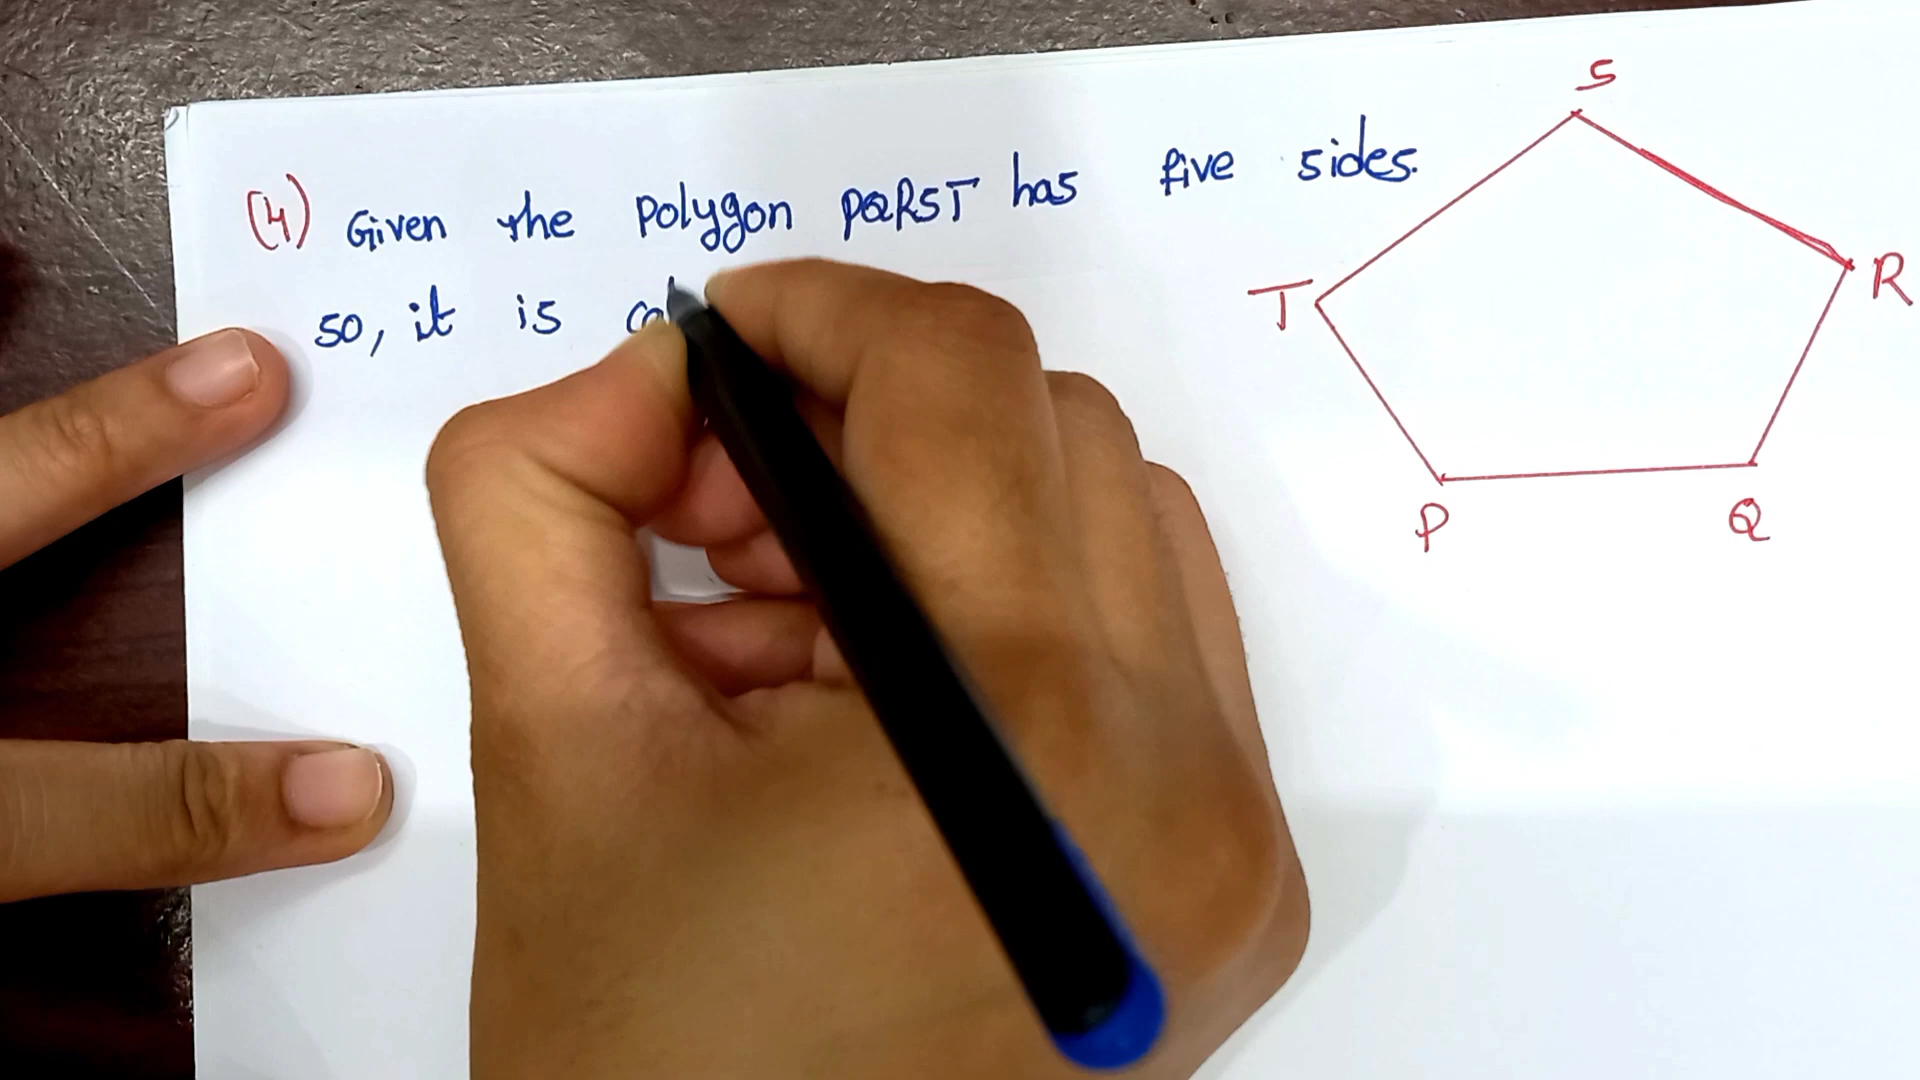 S
(4) Given the polygon PQRST has five sides.
so, it is
T
R
P
Q